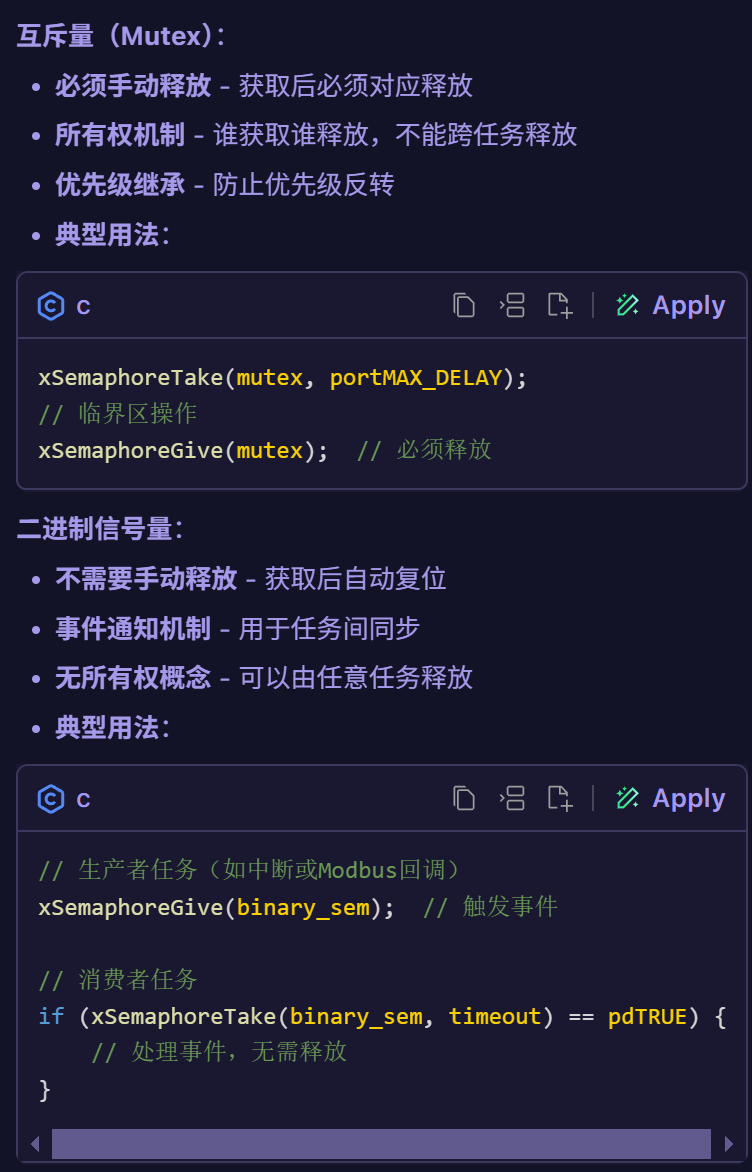 互斥量（Mutex）：
• 必须手动释放 - 获取后必须对应释放
• 所有权机制 - 谁获取谁释放，不能跨任务释放
• 优先级继承 - 防止优先级反转
• 典型用法：
c Apply
xSemaphoreTake(mutex, portMAX_DELAY);
// 临界区操作
xSemaphoreGive(mutex);  // 必须释放
二进制信号量：
• 不需要手动释放 - 获取后自动复位
• 事件通知机制 - 用于任务间同步
• 无所有权概念 - 可以由任意任务释放
• 典型用法：
c Apply
// 生产者任务（如中断或Modbus回调）
xSemaphoreGive(binary_sem);  // 触发事件
// 消费者任务
if (xSemaphoreTake(binary_sem, timeout) == pdTRUE) {
    // 处理事件，无需释放
}